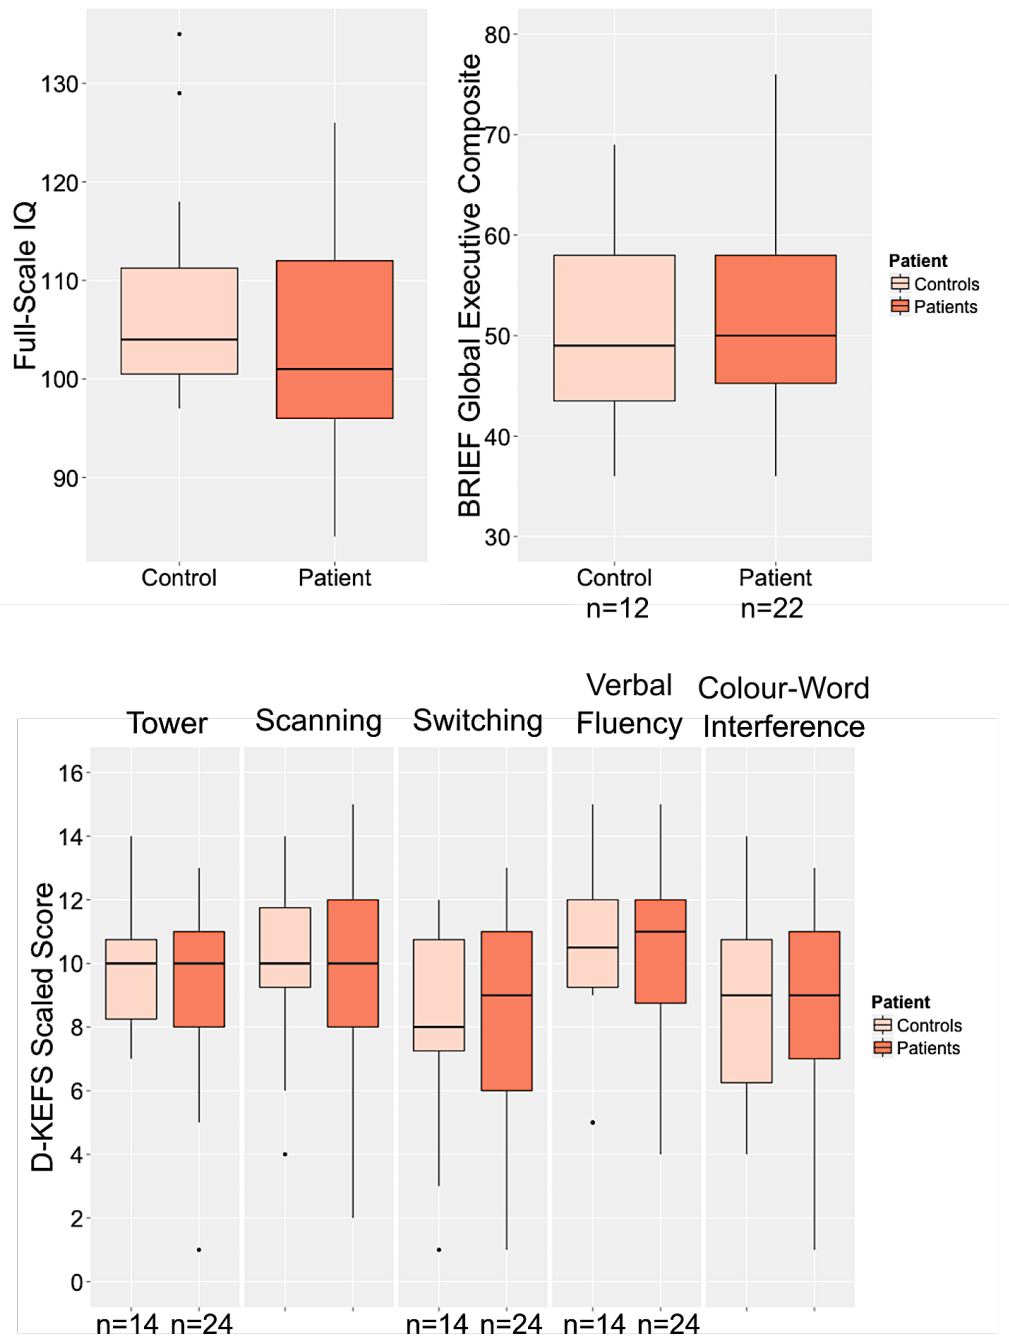 Full-Scale IQ
130
120
110
100
90
Control Patient
BRIEF Global Executive Composite
80
70
60
50
40
30
Control Patient
n=12 n=22
Patient
Controls
Patients
Tower Scanning Switching Verbal Fluency Colour-Word Interference
D-KEFS Scaled Score
16
14
12
10
8
6
4
2
0
n=14 n=24 n=14 n=24 n=14 n=24
Patient
Controls
Patients